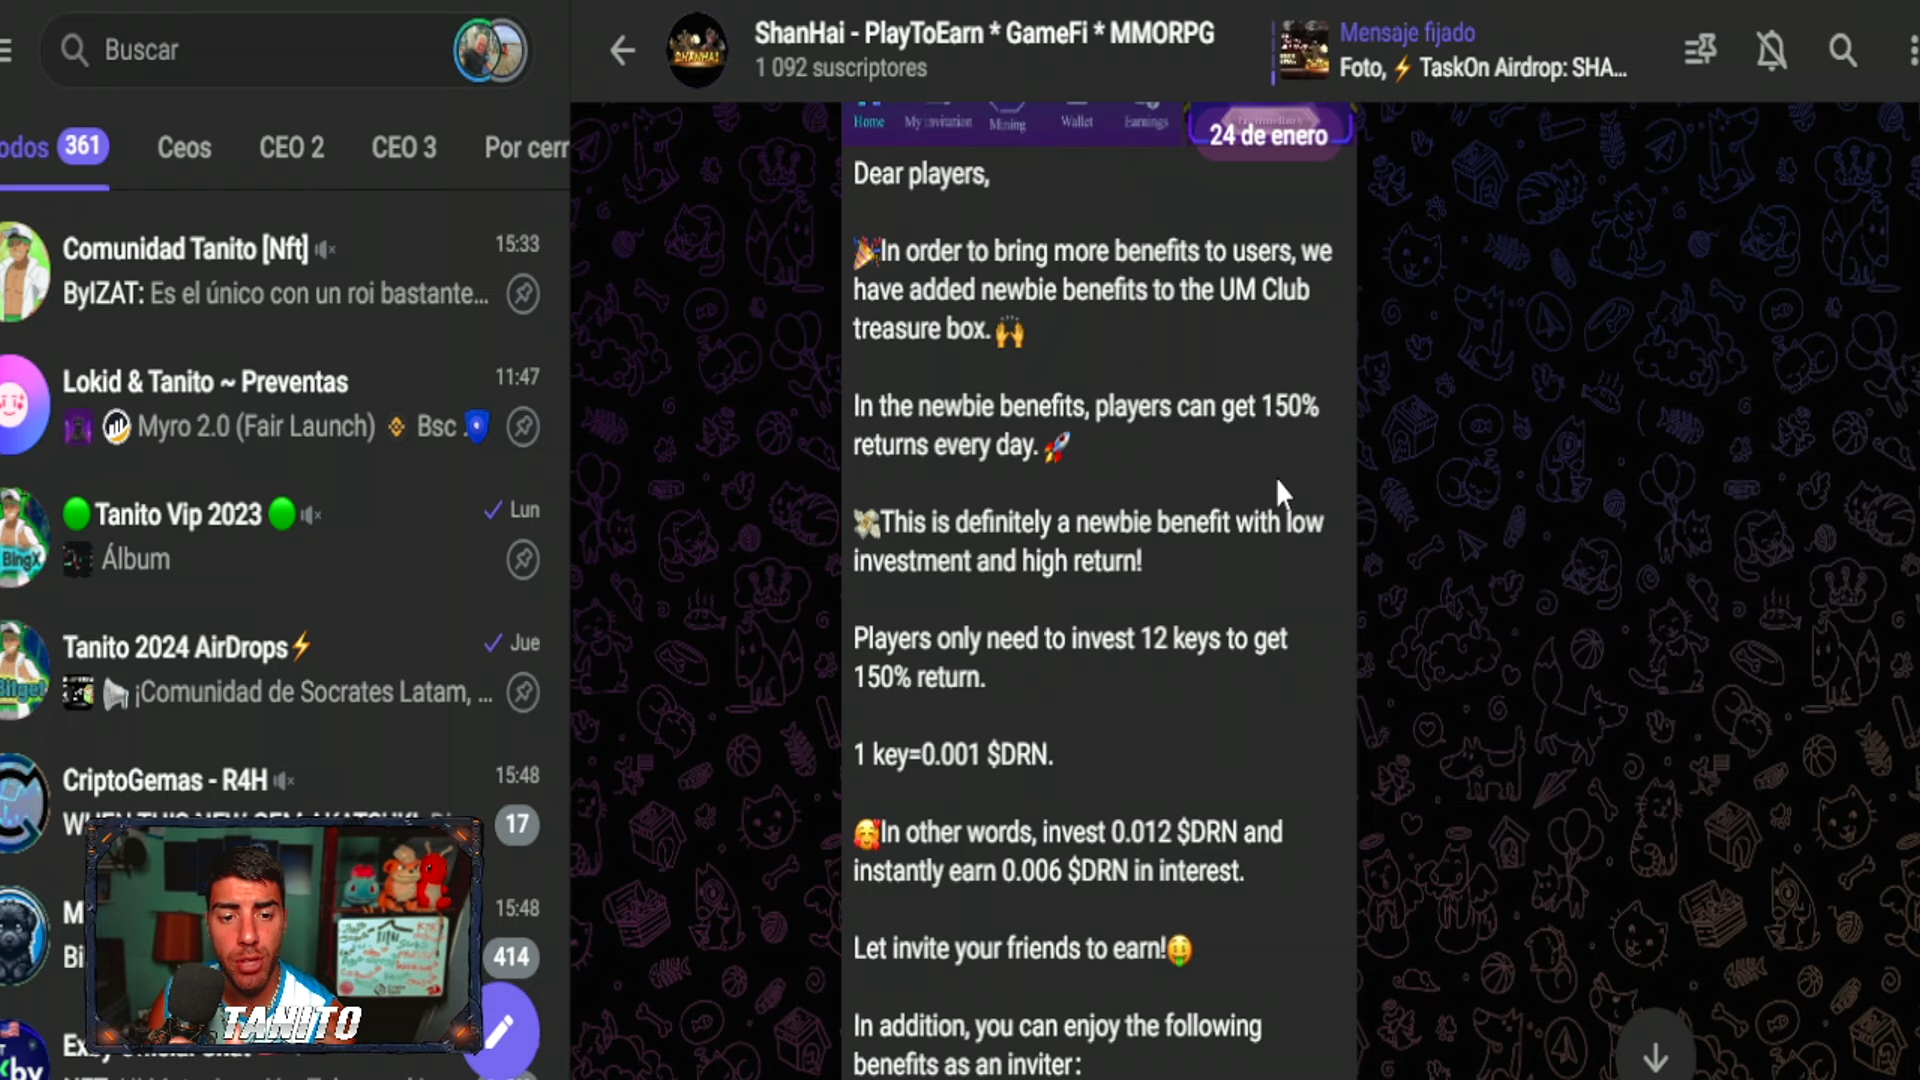 Buscar
361
Ceos
CEO 2
CEO 3
Por cerr
Comunidad Tanito [Nft]
15:33
ByIZAT: Es el único con un roi bastante...
Lokid & Tanito ~ Preventas
11:47
Myro 2.0 (Fair Launch) Bsc
Tanito Vip 2023
Lun
BingX
Álbum
Tanito 2024 AirDrops⚡
Jue
¡Comunidad de Socrates Latam, ...
CriptoGemas - R4H
15:48
17
M
15:48
Bi
414
TANITO
ShanHai - PlayToEarn * GameFi * MMORPG
1 092 suscriptores
Mensaje fijado
Foto, ⚡ TaskOn Airdrop: SHA...
Home
My invitation
Mining
Wallet
Earnings
24 de enero
Dear players,
🎉In order to bring more benefits to users, we
have added newbie benefits to the UM Club
treasure box. 🙌
In the newbie benefits, players can get 150%
returns every day. 🚀
💸This is definitely a newbie benefit with low
investment and high return!
Players only need to invest 12 keys to get
150% return.
1 key=0.001 $DRN.
🥰In other words, invest 0.012 $DRN and
instantly earn 0.006 $DRN in interest.
Let invite your friends to earn!🤑
In addition, you can enjoy the following
benefits as an inviter: